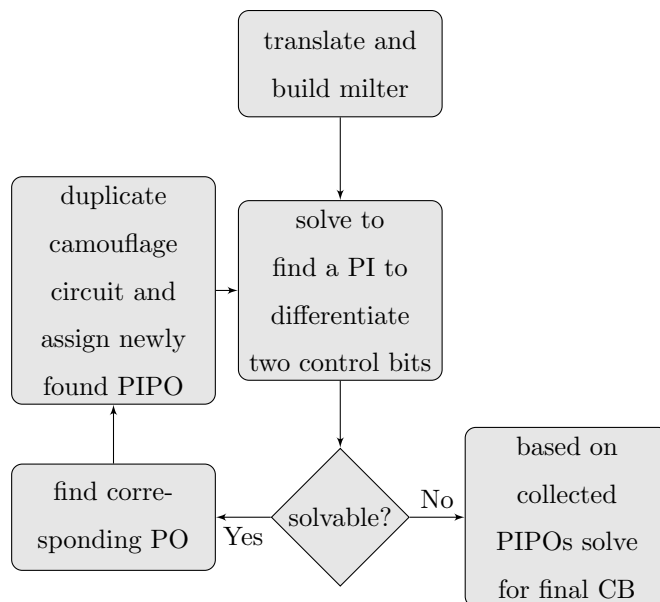 translate and
build milter
duplicate
camouflage
circuit and
assign newly
found PIPO
solve to
find a PI to
differentiate
two control bits
find corre-
sponding PO
Yes
solvable?
No
based on
collected
PIPOs solve
for final CB